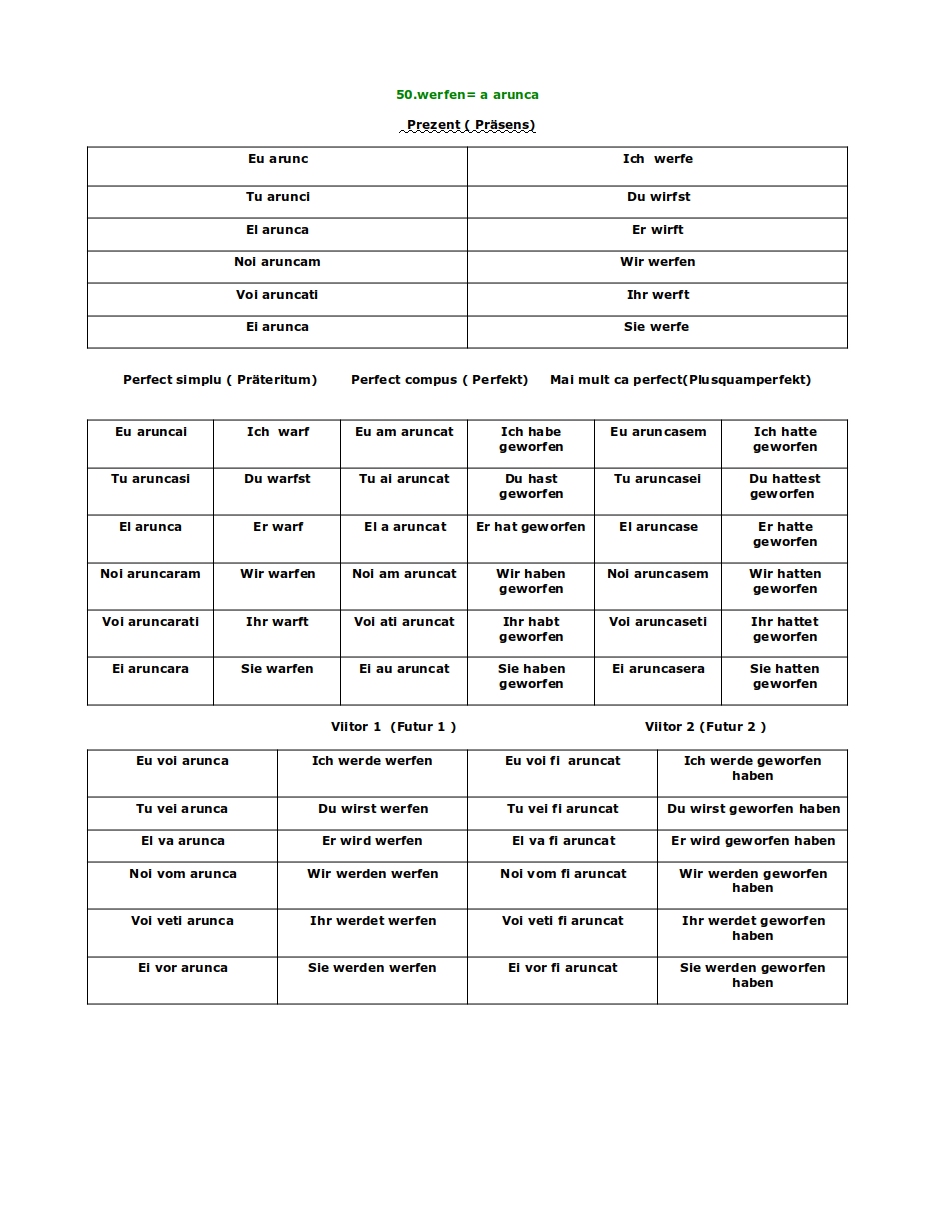 50.werfen= a arunca
Prezent ( Präsens)
Eu arunc Ich werfe
Tu arunci Du wirfst
El arunca Er wirft
Noi aruncam Wir werfen
Voi aruncati Ihr werft
Ei arunca Sie werfe
Perfect simplu ( Präteritum) Perfect compus ( Perfekt) Mai mult ca perfect(Plusquamperfekt)
Eu aruncai Ich warf Eu am aruncat Ich habe geworfen Eu aruncasem Ich hatte geworfen
Tu aruncasi Du warfst Tu ai aruncat Du hast geworfen Tu aruncasei Du hattest geworfen
El arunca Er warf El a aruncat Er hat geworfen El aruncase Er hatte geworfen
Noi aruncaram Wir warfen Noi am aruncat Wir haben geworfen Noi aruncasem Wir hatten geworfen
Voi aruncarati Ihr warft Voi ati aruncat Ihr habt geworfen Voi aruncaseti Ihr hattet geworfen
Ei aruncara Sie warfen Ei au aruncat Sie haben geworfen Ei aruncasera Sie hatten geworfen
Viitor 1 (Futur 1 ) Viitor 2 (Futur 2 )
Eu voi arunca Ich werde werfen Eu voi fi aruncat Ich werde geworfen haben
Tu vei arunca Du wirst werfen Tu vei fi aruncat Du wirst geworfen haben
El va arunca Er wird werfen El va fi aruncat Er wird geworfen haben
Noi vom arunca Wir werden werfen Noi vom fi aruncat Wir werden geworfen haben
Voi veti arunca Ihr werdet werfen Voi veti fi aruncat Ihr werdet geworfen haben
Ei vor arunca Sie werden werfen Ei vor fi aruncat Sie werden geworfen haben